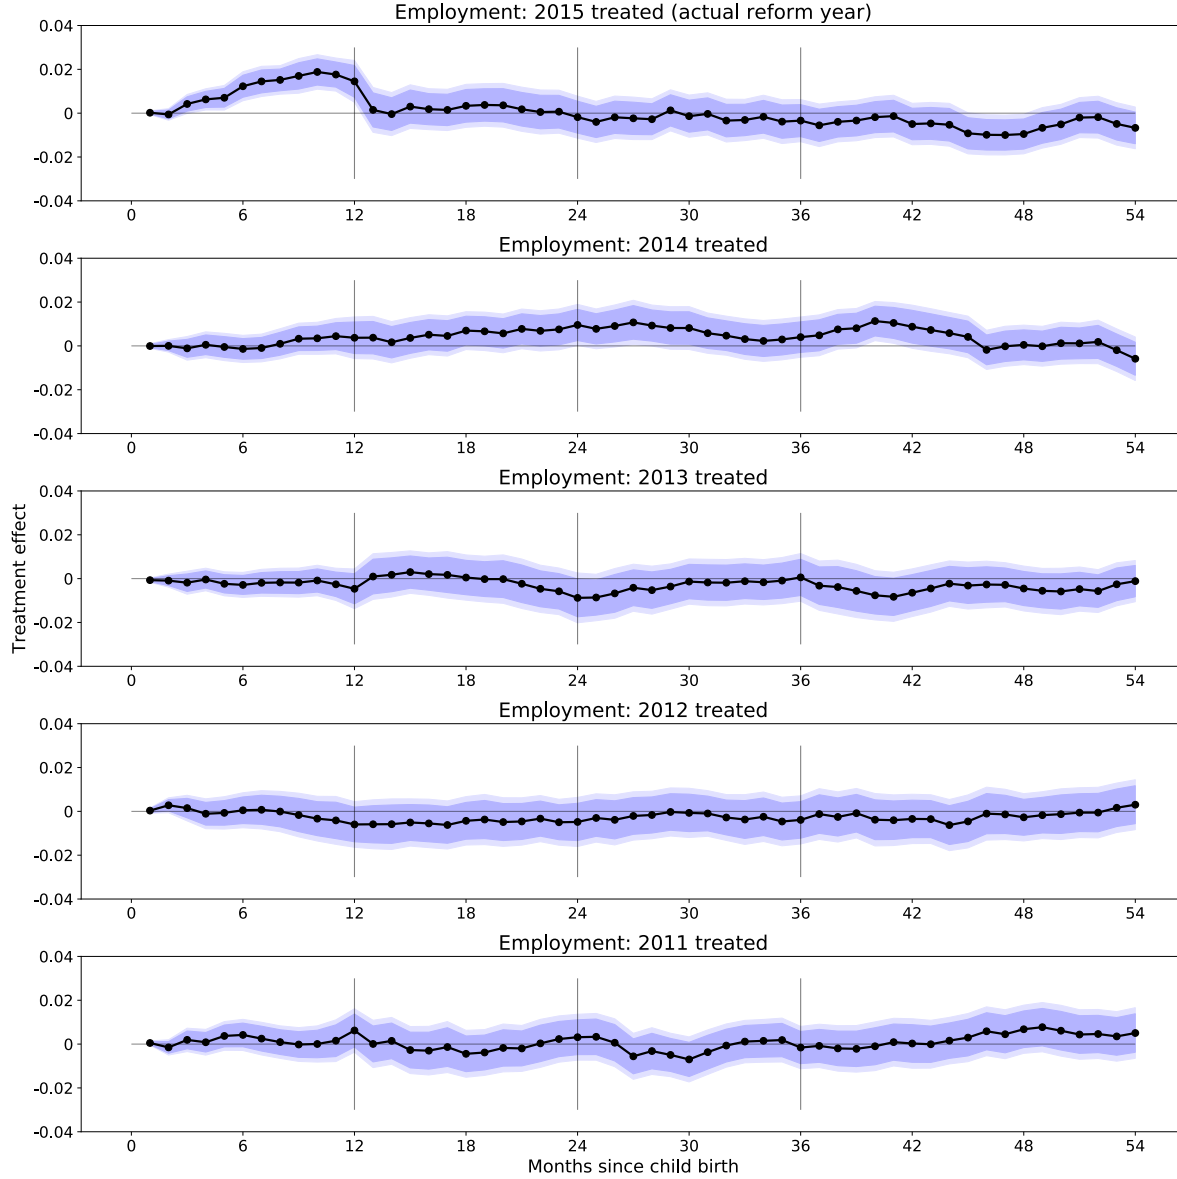 Employment: 2015 treated (actual reform year)
0.04
0.02
0
-0.02
-0.04
0 6 12 18 24 30 36 42 48 54
Employment: 2014 treated
0.04
0.02
0
-0.02
-0.04
0 6 12 18 24 30 36 42 48 54
Employment: 2013 treated
0.04
0.02
0
-0.02
-0.04
0 6 12 18 24 30 36 42 48 54
Treatment effect
Employment: 2012 treated
0.04
0.02
0
-0.02
-0.04
0 6 12 18 24 30 36 42 48 54
Employment: 2011 treated
0.04
0.02
0
-0.02
-0.04
0 6 12 18 24 30 36 42 48 54
Months since child birth